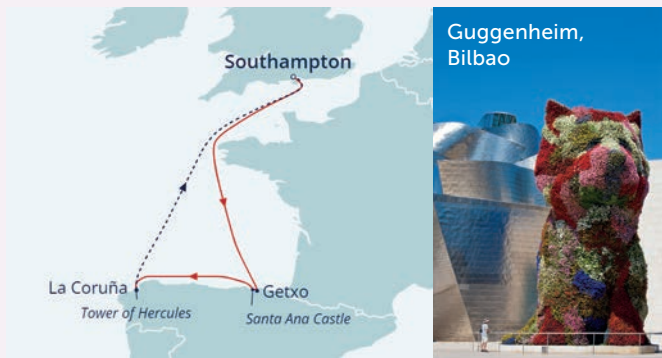 Southampton
La Coruña
Tower of Hercules
Getxo
Santa Ana Castle
Guggenheim,
Bilbao